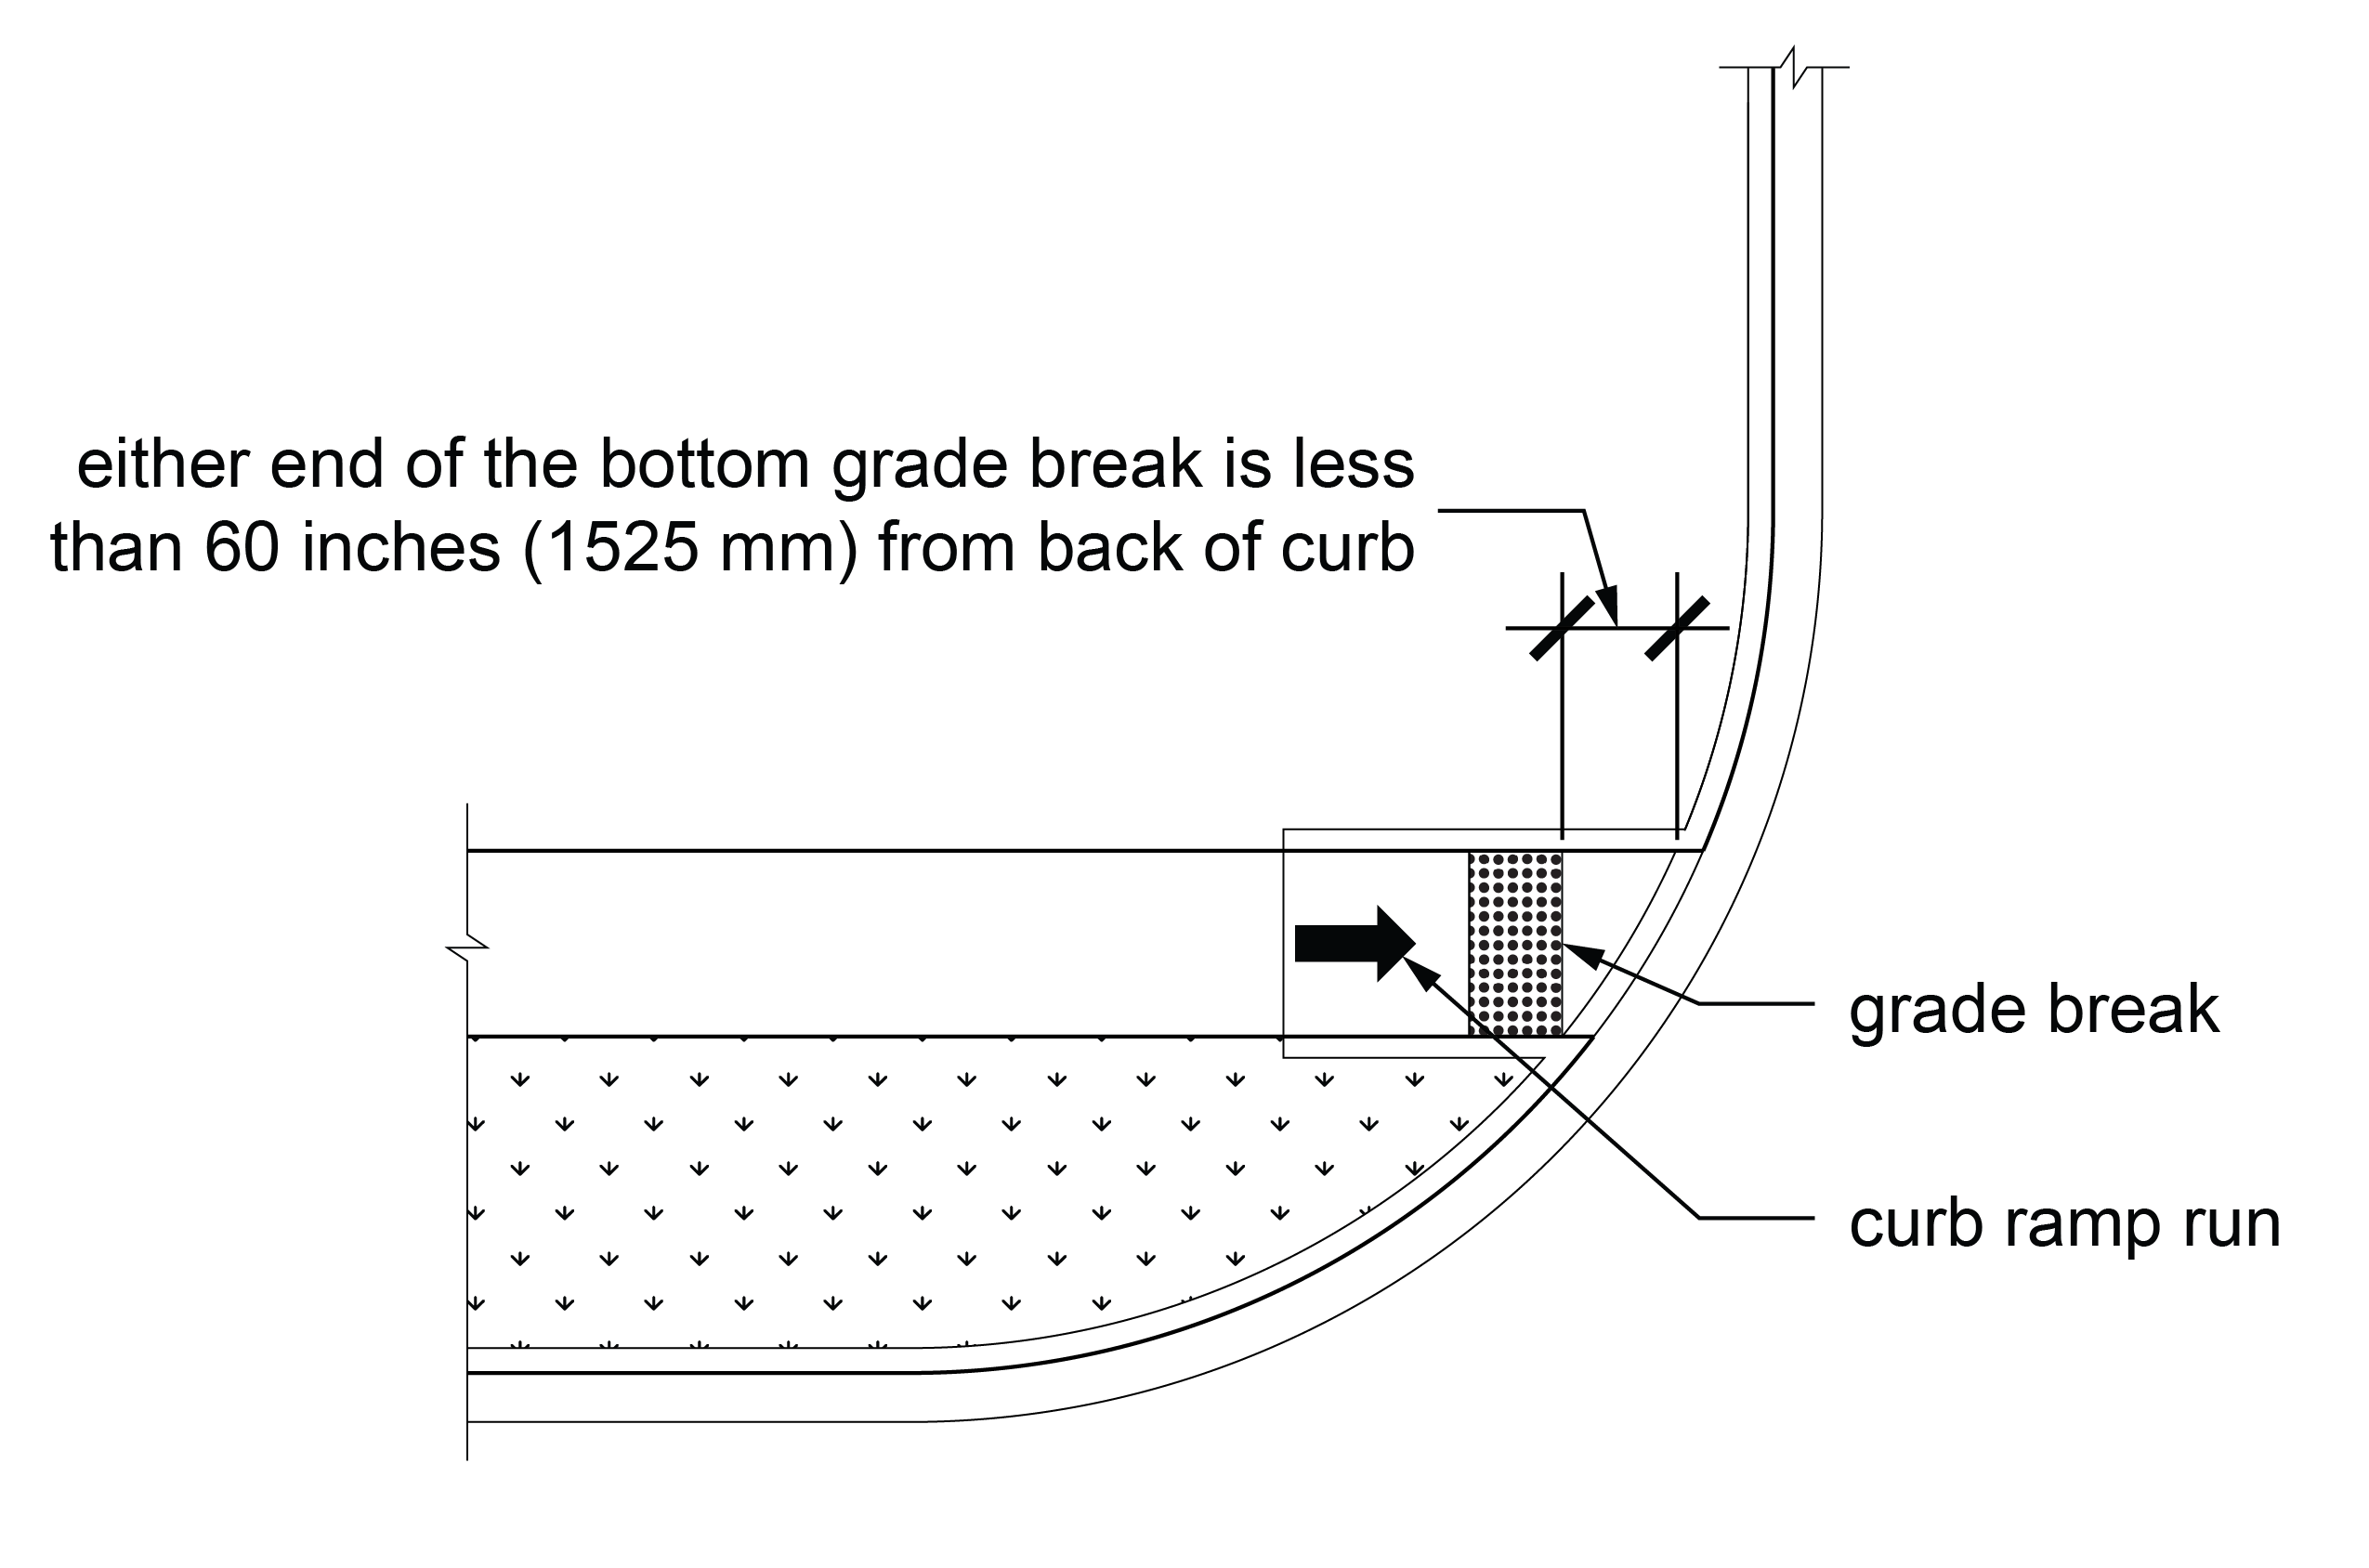 either end of the bottom grade break is less
than 60 inches (1525 mm) from back of curb
grade break
curb ramp run